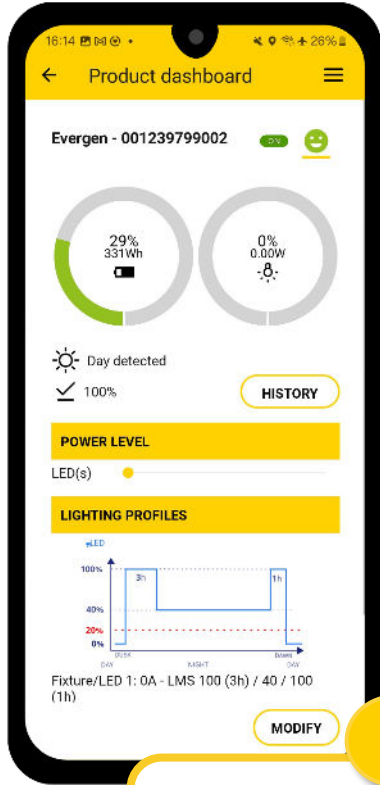 16:14 26%
Product dashboard
Evergen - 001239799002 ON
29% 0%
331Wh 0.00W
Day detected
100% HISTORY
POWER LEVEL
LED(s)
LIGHTING PROFILES
LED
100%
3h 1h
40%
20%
0%
DUSK DAWN
DAY NIGHT DAY
Fixture/LED 1: 0A - LMS 100 (3h) / 40 / 100
(1h)
MODIFY